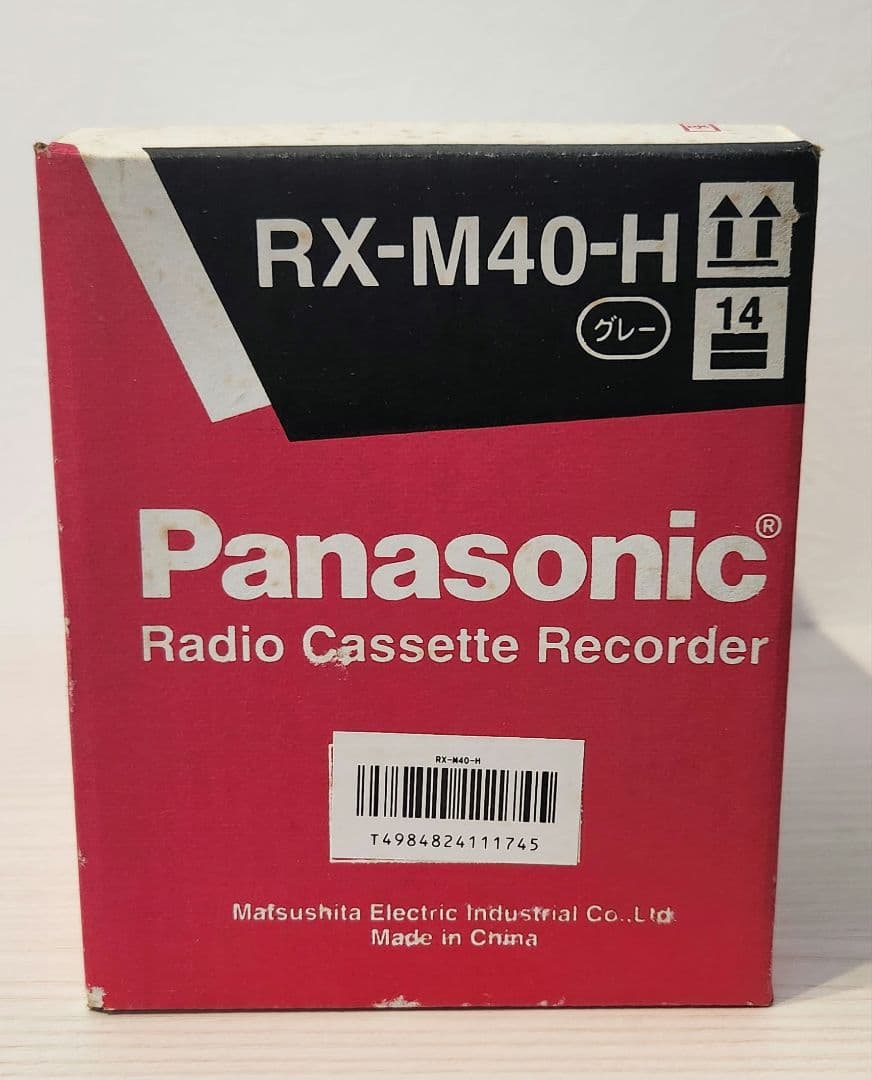 RX-M40-H
グレー
14
Panasonic®
Radio Cassette Recorder
RX-M40-H
T4984824111745
Matsushita Electric Industrial Co.,Ltd.
Made in China